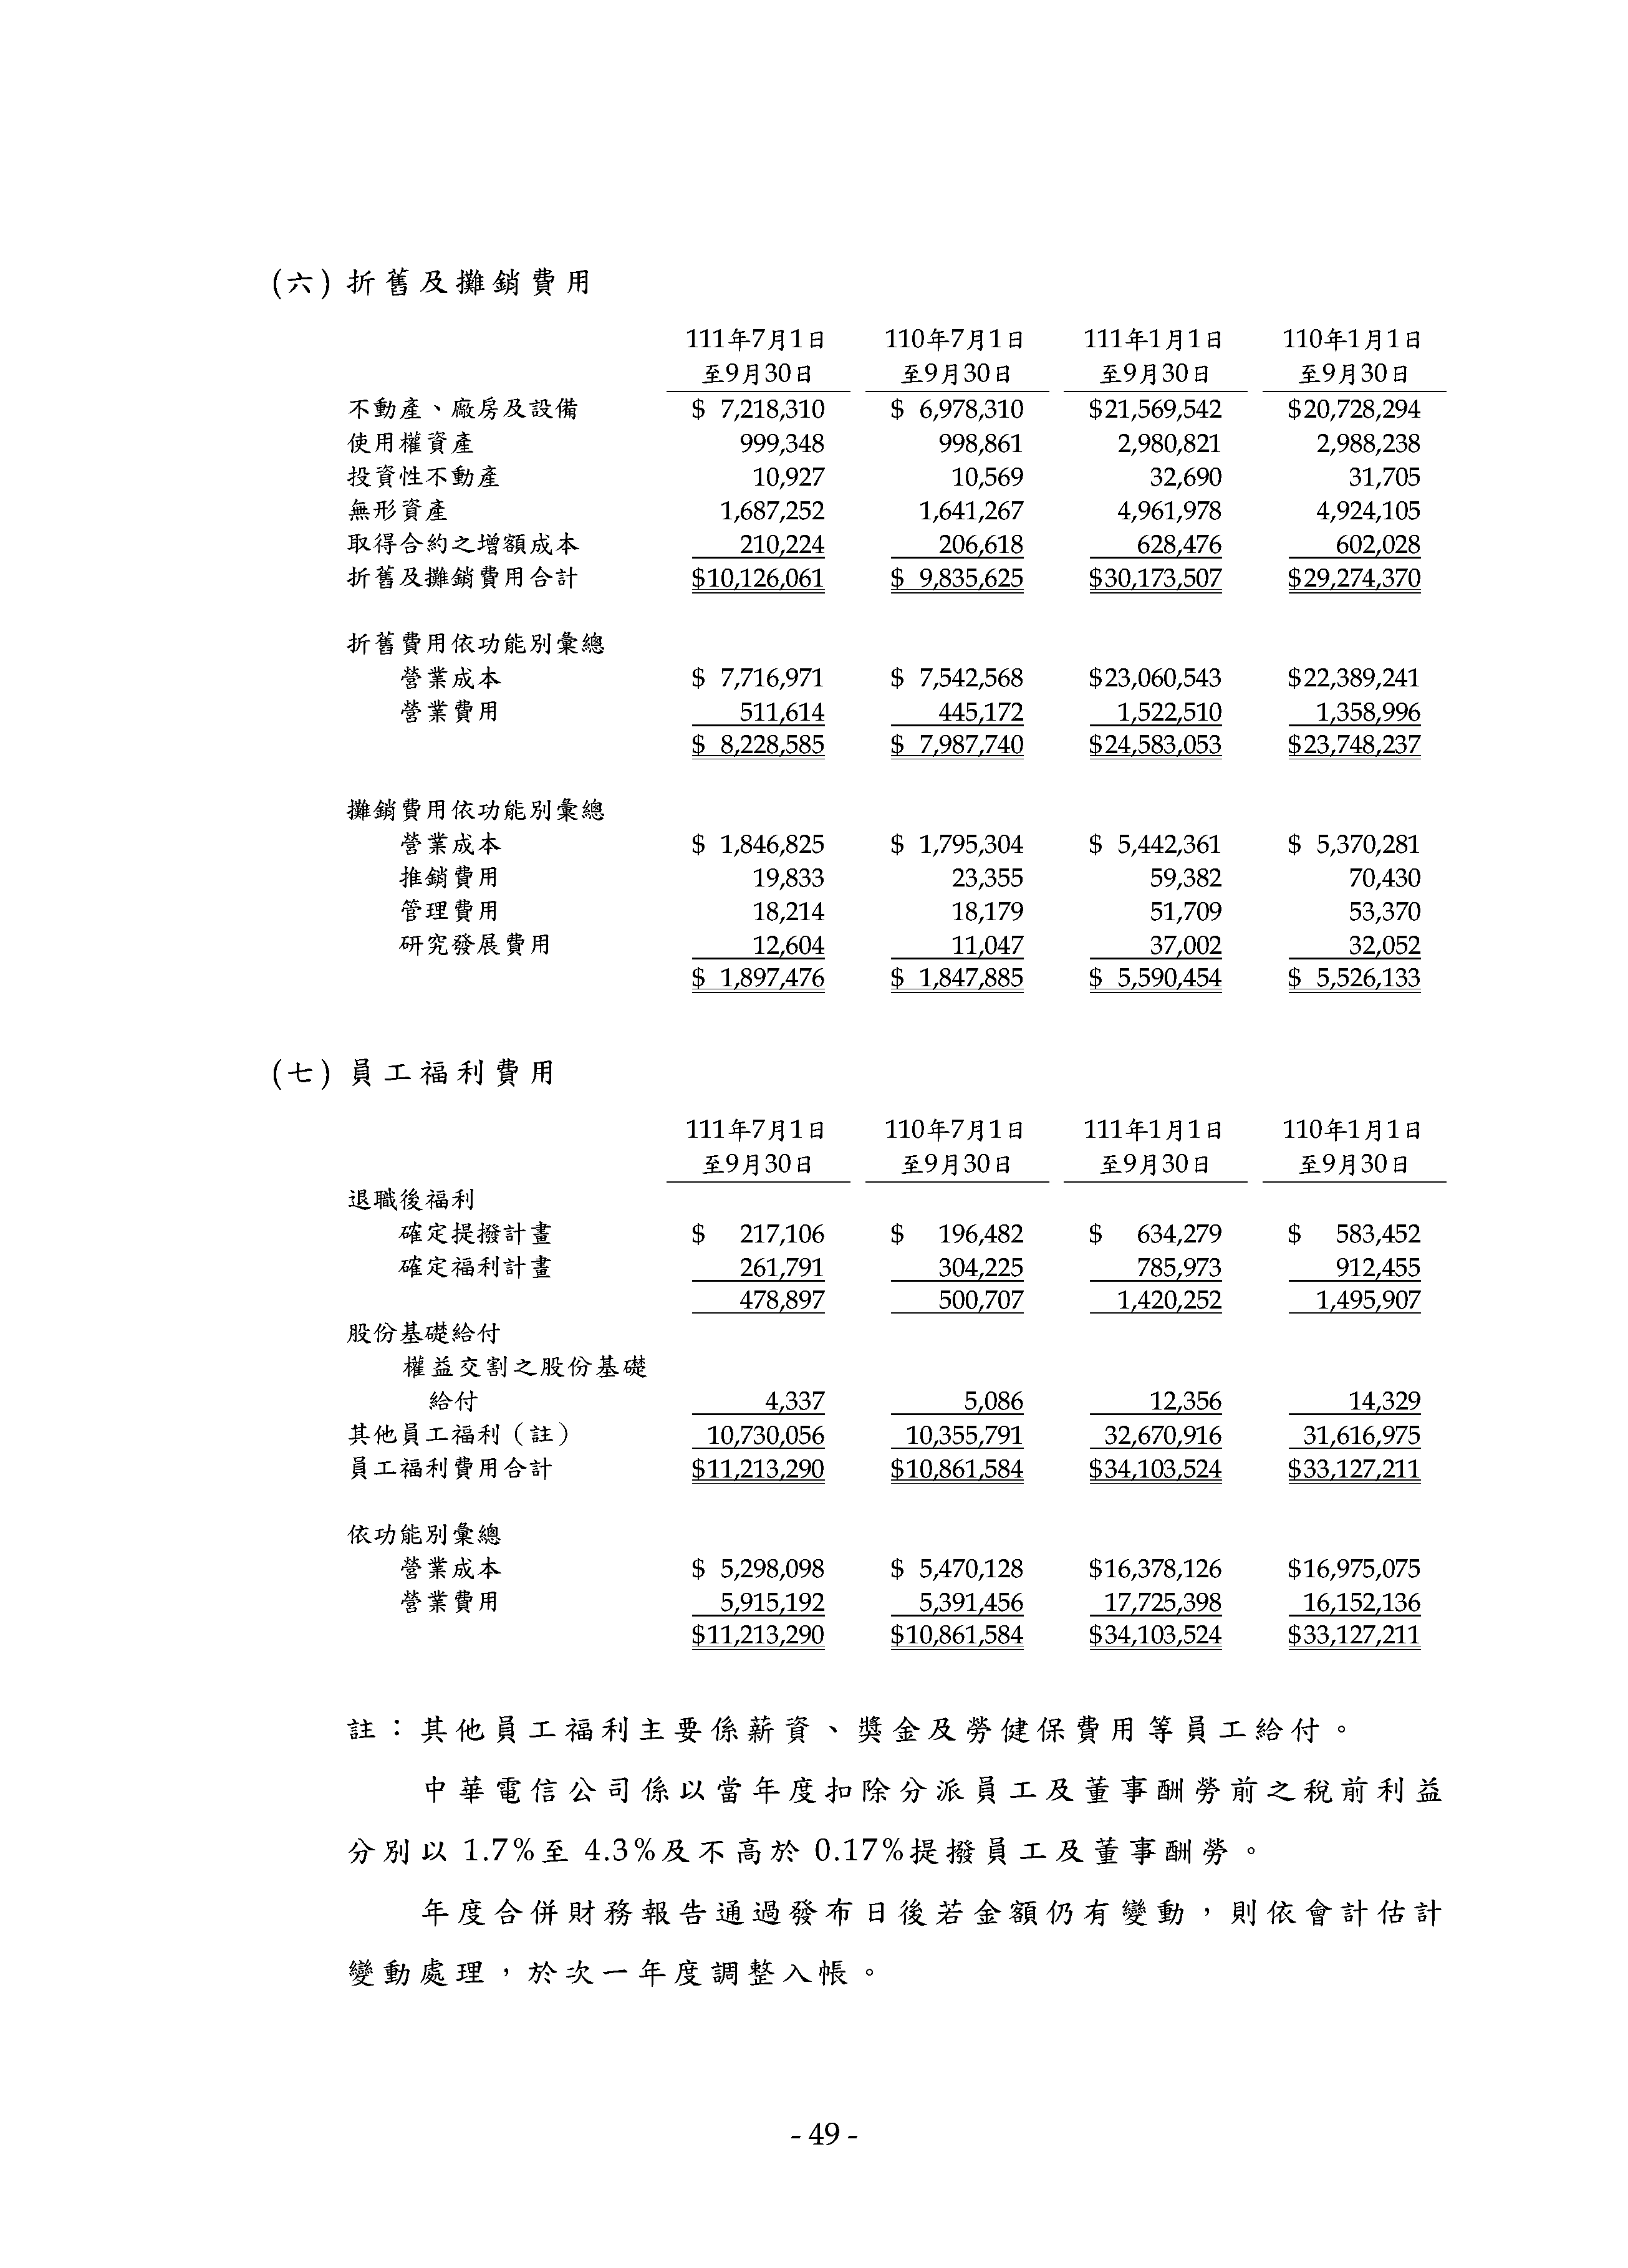 (六) 折舊及攤銷費用
111年7月1日 110年7月1日 111年1月1日 110年1月1日
至9月30日 至9月30日 至9月30日 至9月30日
不動產、廠房及設備 $ 7,218,310 $ 6,978,310 $21,569,542 $20,728,294
使用權資產 999,348 998,861 2,980,821 2,988,238
投資性不動產 10,927 10,569 32,690 31,705
無形資產 1,687,252 1,641,267 4,961,978 4,924,105
取得合約之增額成本 210,224 206,618 628,476 602,028
折舊及攤銷費用合計 $10,126,061 $ 9,835,625 $30,173,507 $29,274,370
折舊費用依功能別彙總
營業成本 $ 7,716,971 $ 7,542,568 $23,060,543 $22,389,241
營業費用 511,614 445,172 1,522,510 1,358,996
$ 8,228,585 $ 7,987,740 $24,583,053 $23,748,237
攤銷費用依功能別彙總
營業成本 $ 1,846,825 $ 1,795,304 $ 5,442,361 $ 5,370,281
推銷費用 19,833 23,355 59,382 70,430
管理費用 18,214 18,179 51,709 53,370
研究發展費用 12,604 11,047 37,002 32,052
$ 1,897,476 $ 1,847,885 $ 5,590,454 $ 5,526,133
(七) 員工福利費用
111年7月1日 110年7月1日 111年1月1日 110年1月1日
至9月30日 至9月30日 至9月30日 至9月30日
退職後福利
確定提撥計畫 $ 217,106 $ 196,482 $ 634,279 $ 583,452
確定福利計畫 261,791 304,225 785,973 912,455
478,897 500,707 1,420,252 1,495,907
股份基礎給付
權益交割之股份基礎
給付 4,337 5,086 12,356 14,329
其他員工福利（註） 10,730,056 10,355,791 32,670,916 31,616,975
員工福利費用合計 $11,213,290 $10,861,584 $34,103,524 $33,127,211
依功能別彙總
營業成本 $ 5,298,098 $ 5,470,128 $16,378,126 $16,975,075
營業費用 5,915,192 5,391,456 17,725,398 16,152,136
$11,213,290 $10,861,584 $34,103,524 $33,127,211
註：其他員工福利主要係薪資、獎金及勞健保費用等員工給付。
中華電信公司係以當年度扣除分派員工及董事酬勞前之稅前利益
分別以 1.7%至 4.3%及不高於 0.17%提撥員工及董事酬勞。
年度合併財務報告通過發布日後若金額仍有變動，則依會計估計
變動處理，於次一年度調整入帳。
- 49 -